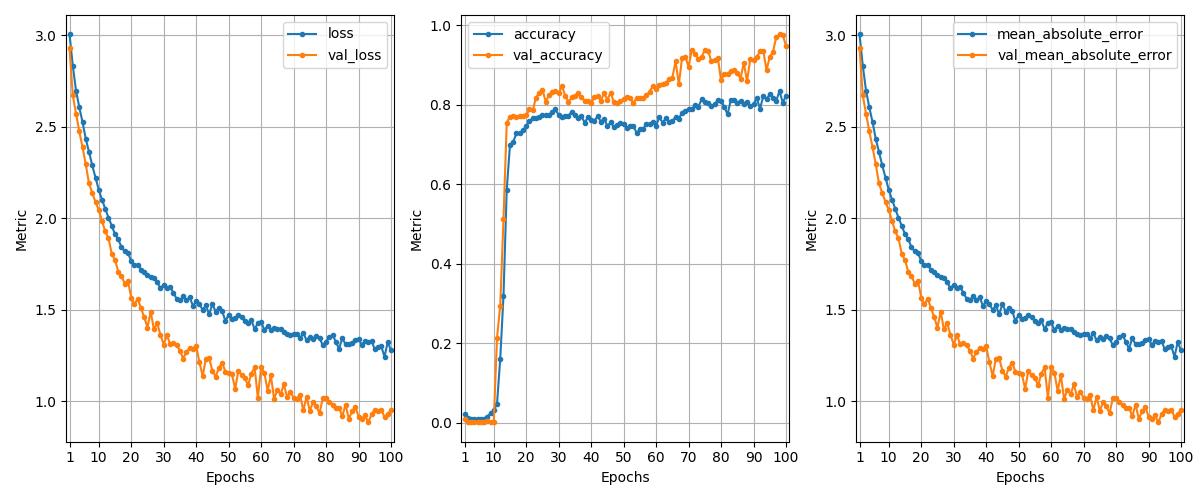 3.0
2.5
2.0
1.5
1.0
Metric
loss
val_loss
1 10 20 30 40 50 60 70 80 90 100
Epochs
1.0
0.8
0.6
0.4
0.2
0.0
Metric
accuracy
val_accuracy
1 10 20 30 40 50 60 70 80 90 100
Epochs
3.0
2.5
2.0
1.5
1.0
Metric
mean_absolute_error
val_mean_absolute_error
1 10 20 30 40 50 60 70 80 90 100
Epochs